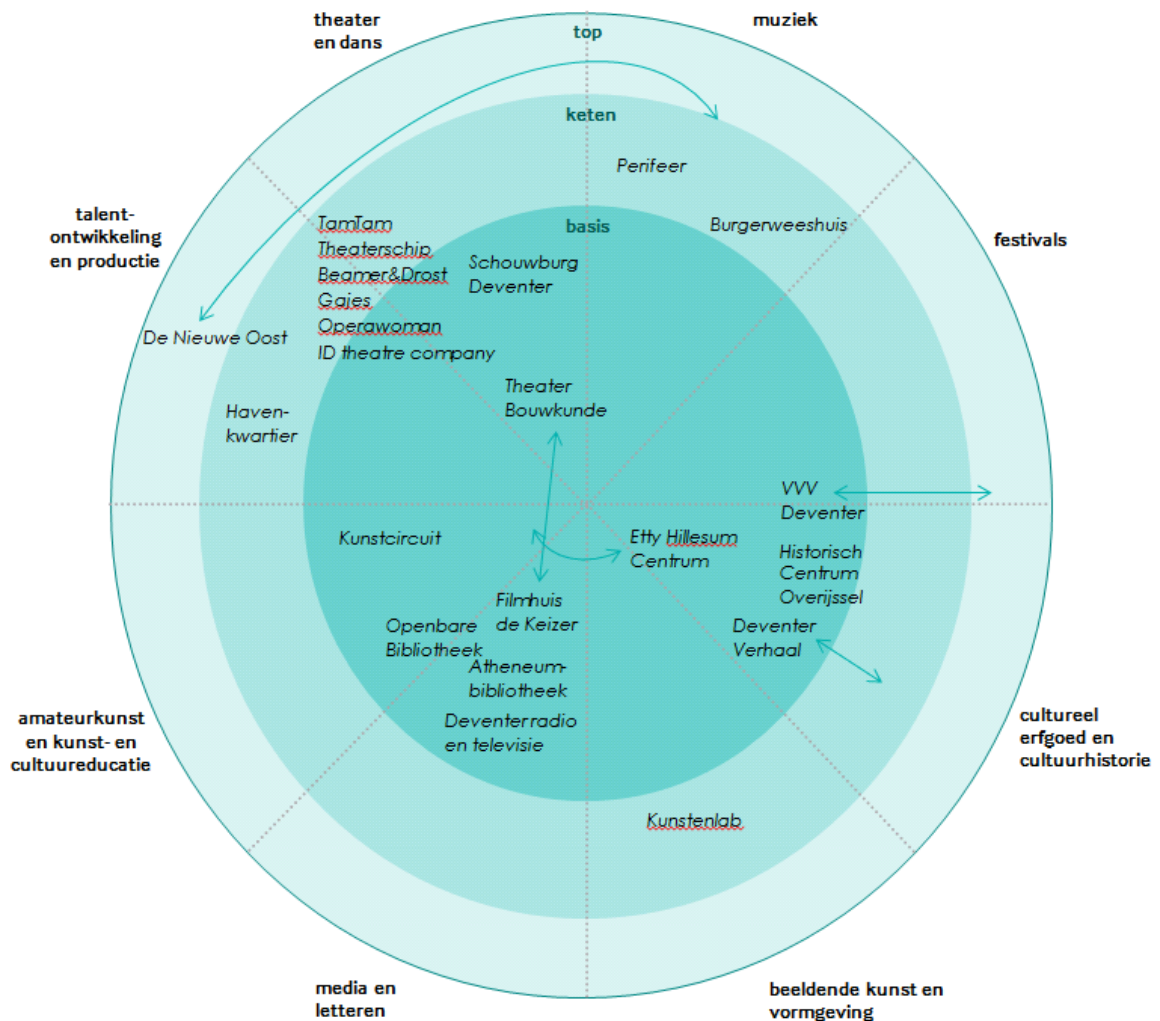 theater
en dans
muziek
top
keten
Perifeer
talent-
ontwikkeling
en productie
TamTam
Theaterschip
Beamer&Drost
Gajes
Operawoman
ID theatre company
basis
Burgerweeshuis
festivals
Schouwburg
Deventer
De Nieuwe Oost
Theater
Bouwkunde
Haven-
kwartier
VVV
Deventer
Kunstcircuit
Etty Hillesum
Centrum
Historisch
Centrum
Overijssel
Filmhuis
de Keizer
Openbare
Bibliotheek
Deventer
Verhaal
Atheneum-
bibliotheek
Deventer radio
en televisie
amateurkunst
en kunst- en
cultuureducatie
cultureel
erfgoed en
cultuurhistorie
Kunstenlab
media en
letteren
beeldende kunst en
vormgeving